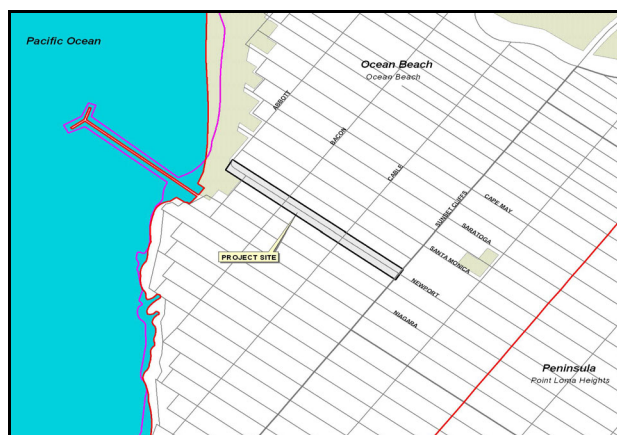 Pacific Ocean
Ocean Beach
Ocean Beach
ABBOTT
BACON
CABLE
SUNSET CLIFFS
CAPE MAY
SARATOGA
SANTA MONICA
PROJECT SITE
NEWPORT
NIAGARA
Peninsula
Point Loma Heights